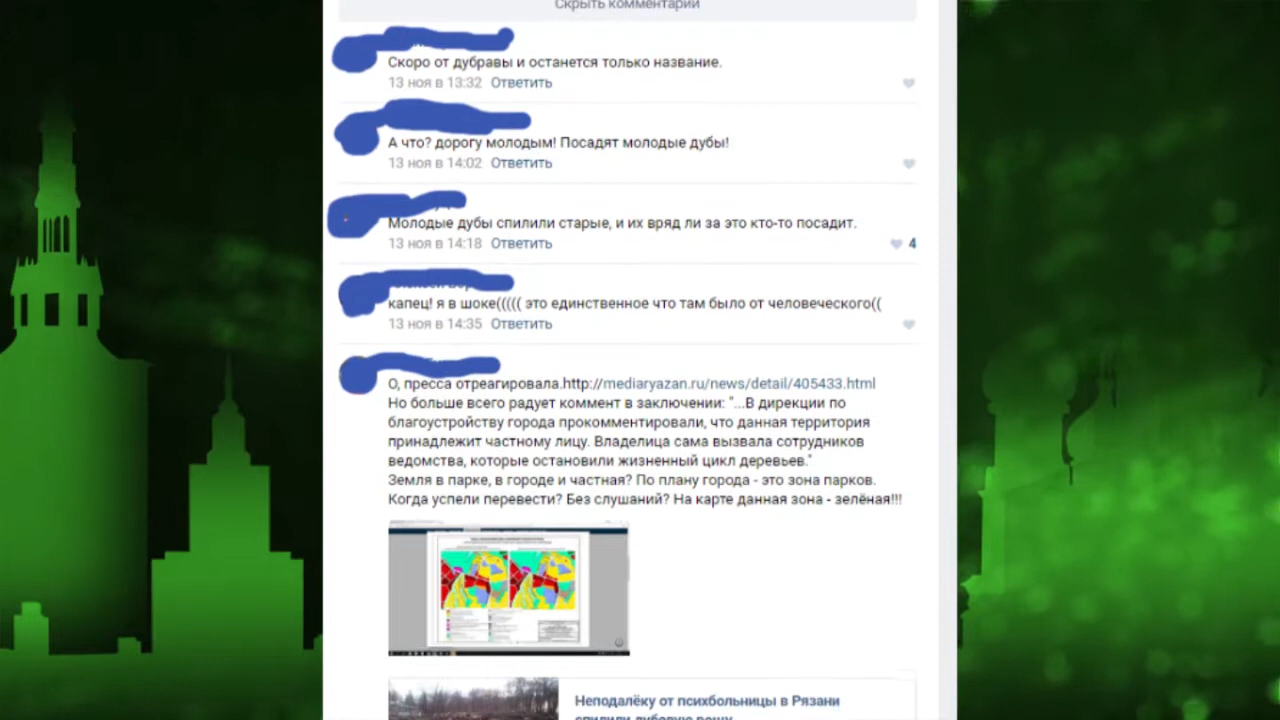 Скрыть комментарии
Скоро от дубравы и останется только название.
13 ноя в 13:32 Ответить
А что? дорогу молодым! Посадят молодые дубы!
13 ноя в 14:02 Ответить
Молодые дубы спилили старые, и их вряд ли за это кто-то посадит.
13 ноя в 14:18 Ответить
4
капец! я в шоке((((( это единственное что там было от человеческого((
13 ноя в 14:35 Ответить
О, пресса отреагировала.http://mediaryazan.ru/news/detail/405433.html
Но больше всего радует коммент в заключении: "...В дирекции по
благоустройству города прокомментировали, что данная территория
принадлежит частному лицу. Владелица сама вызвала сотрудников
ведомства, которые остановили жизненный цикл деревьев."
Земля в парке, в городе и частная? По плану города - это зона парков.
Когда успели перевести? Без слушаний? На карте данная зона - зелёная!!!
Неподалёку от психбольницы в Рязани
спилили дубовую рощу